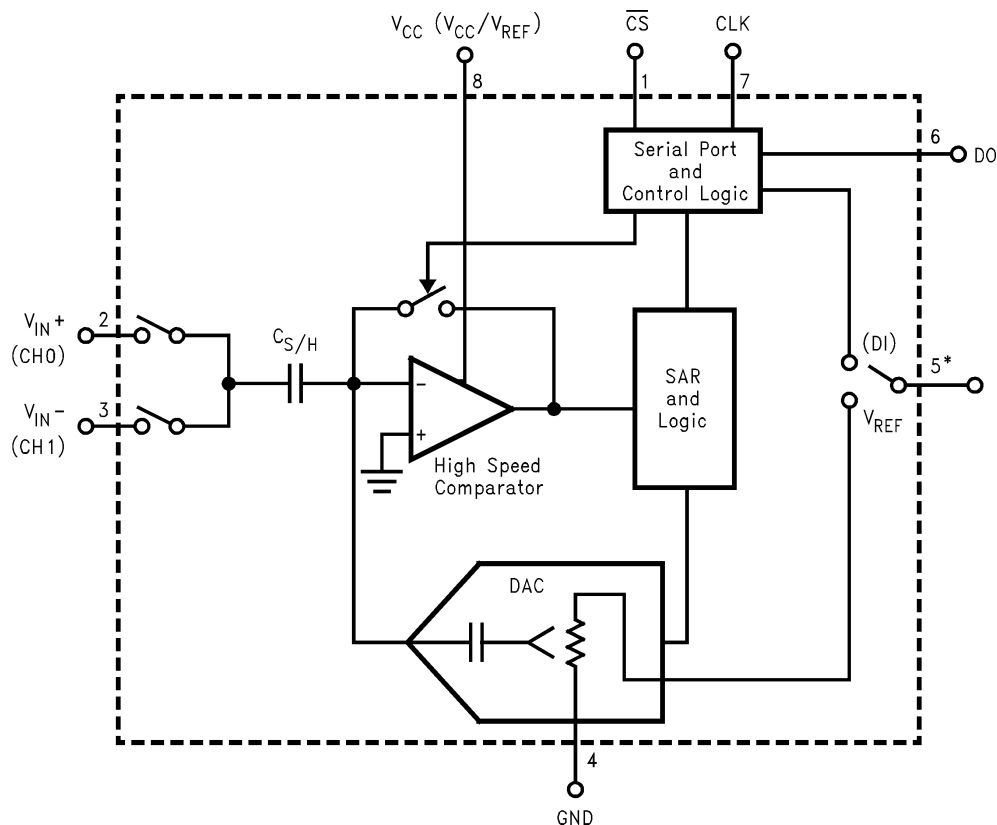 V_CC (V_CC/V_REF)
C̅S̅
CLK
8
1
7
6
DO
Serial Port
and
Control Logic
V_IN+
2
(CH0)
C_S/H
(DI)
5*
V_IN−
3
(CH1)
−
+
SAR
and
Logic
V_REF
High Speed
Comparator
DAC
4
GND